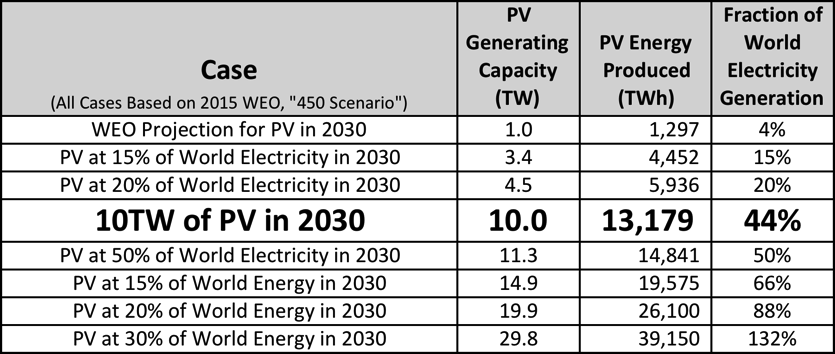 Case
(All Cases Based on 2015 WEO, "450 Scenario")
PV
Generating
Capacity
(TW)
PV Energy
Produced
(TWh)
Fraction of
World
Electricity
Generation
WEO Projection for PV in 2030 1.0 1,297 4%
PV at 15% of World Electricity in 2030 3.4 4,452 15%
PV at 20% of World Electricity in 2030 4.5 5,936 20%
10TW of PV in 2030 10.0 13,179 44%
PV at 50% of World Electricity in 2030 11.3 14,841 50%
PV at 15% of World Energy in 2030 14.9 19,575 66%
PV at 20% of World Energy in 2030 19.9 26,100 88%
PV at 30% of World Energy in 2030 29.8 39,150 132%